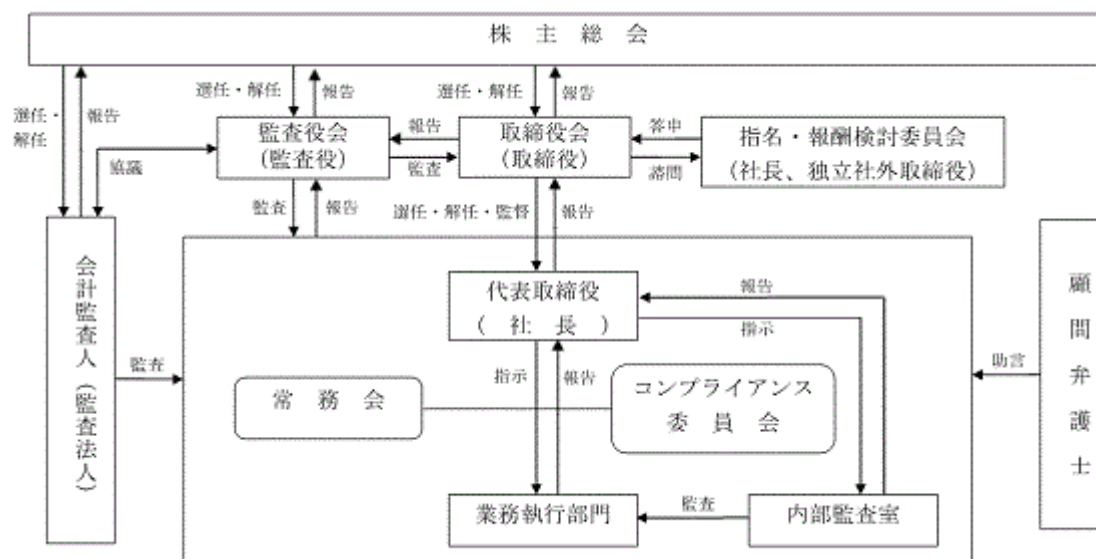 株主総会
選任・
解任
報告
選任・解任
報告
選任・解任
報告
監査役会
(監査役)
報告
監査
取締役会
(取締役)
答申
諮問
指名・報酬検討委員会
(社長、独立社外取締役)
協議
監査
報告
選任・解任・監督
報告
会計監査人(監査法人)
監査
代表取締役
(社長)
報告
指示
指示
報告
常務会
コンプライアンス
委員会
業務執行部門
監査
内部監査室
助言
顧問弁護士